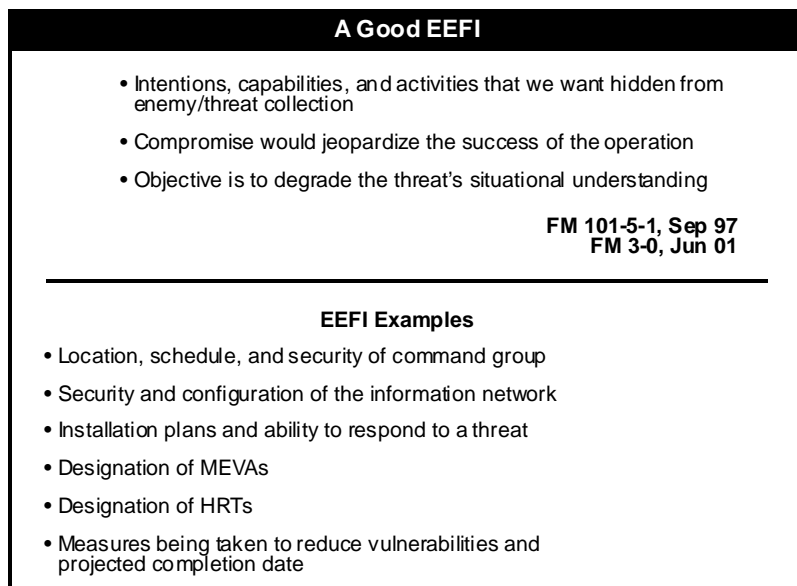 A Good EEFI
• Intentions, capabilities, and activities that we want hidden from
enemy/threat collection
• Compromise would jeopardize the success of the operation
• Objective is to degrade the threat's situational understanding
FM 101-5-1, Sep 97
FM 3-0, Jun 01
EEFI Examples
• Location, schedule, and security of command group
• Security and configuration of the information network
• Installation plans and ability to respond to a threat
• Designation of MEVAs
• Designation of HRTs
• Measures being taken to reduce vulnerabilities and
projected completion date